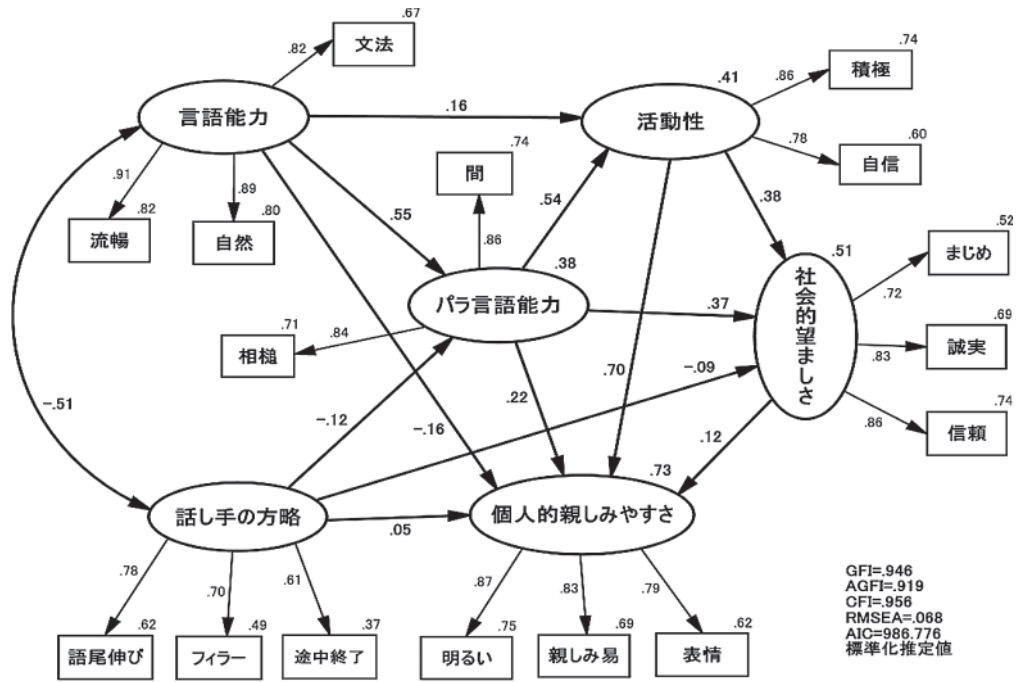 .67
.82
文法
言語能力
.16
.41
活動性
.86
.74
積極
.78
.60
自信
.91
.82
流暢
.89
.80
自然
.74
間
.86
.55
.54
.38
.38
パラ言語能力
.37
.51
社会的望ましさ
.52
まじめ
.72
.69
誠実
.83
.74
信頼
.86
.71
相槌
.84
-.51
-.12
-.16
.22
.70
-.09
.12
話し手の方略
.05
.73
個人的親しみやすさ
.78
.62
語尾伸び
.70
.49
フィラー
.61
.37
途中終了
.87
.75
明るい
.83
.69
親しみ易
.79
.62
表情
GFI=.946
AGFI=.919
CFI=.956
RMSEA=.068
AIC=986.776
標準化推定値